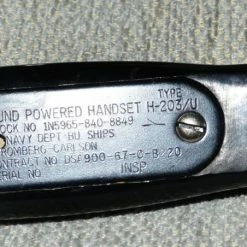 TYPE
UND POWERED HANDSET H-203/U
OCK NO. 1N5965-840-8849
NAVY DEPT BU. SHIPS
ROMBERG-CARLSON
ONTRACT NO. DSA900-67-C-8220
ERIAL NO. INSP.